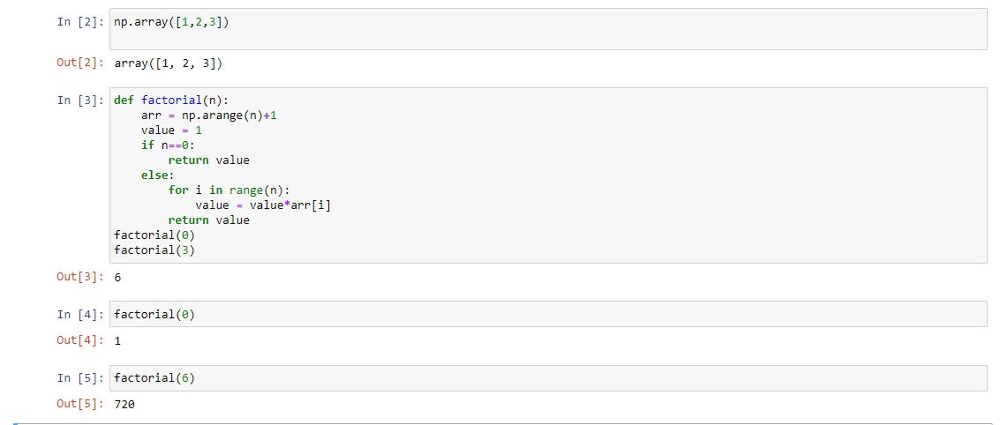 In [2]: np.array([1,2,3])
Out[2]: array([1, 2, 3])
In [3]: def factorial(n):
    arr = np.arange(n)+1
    value = 1
    if n==0:
        return value
    else:
        for i in range(n):
            value = value*arr[i]
        return value
factorial(0)
factorial(3)
Out[3]: 6
In [4]: factorial(0)
Out[4]: 1
In [5]: factorial(6)
Out[5]: 720